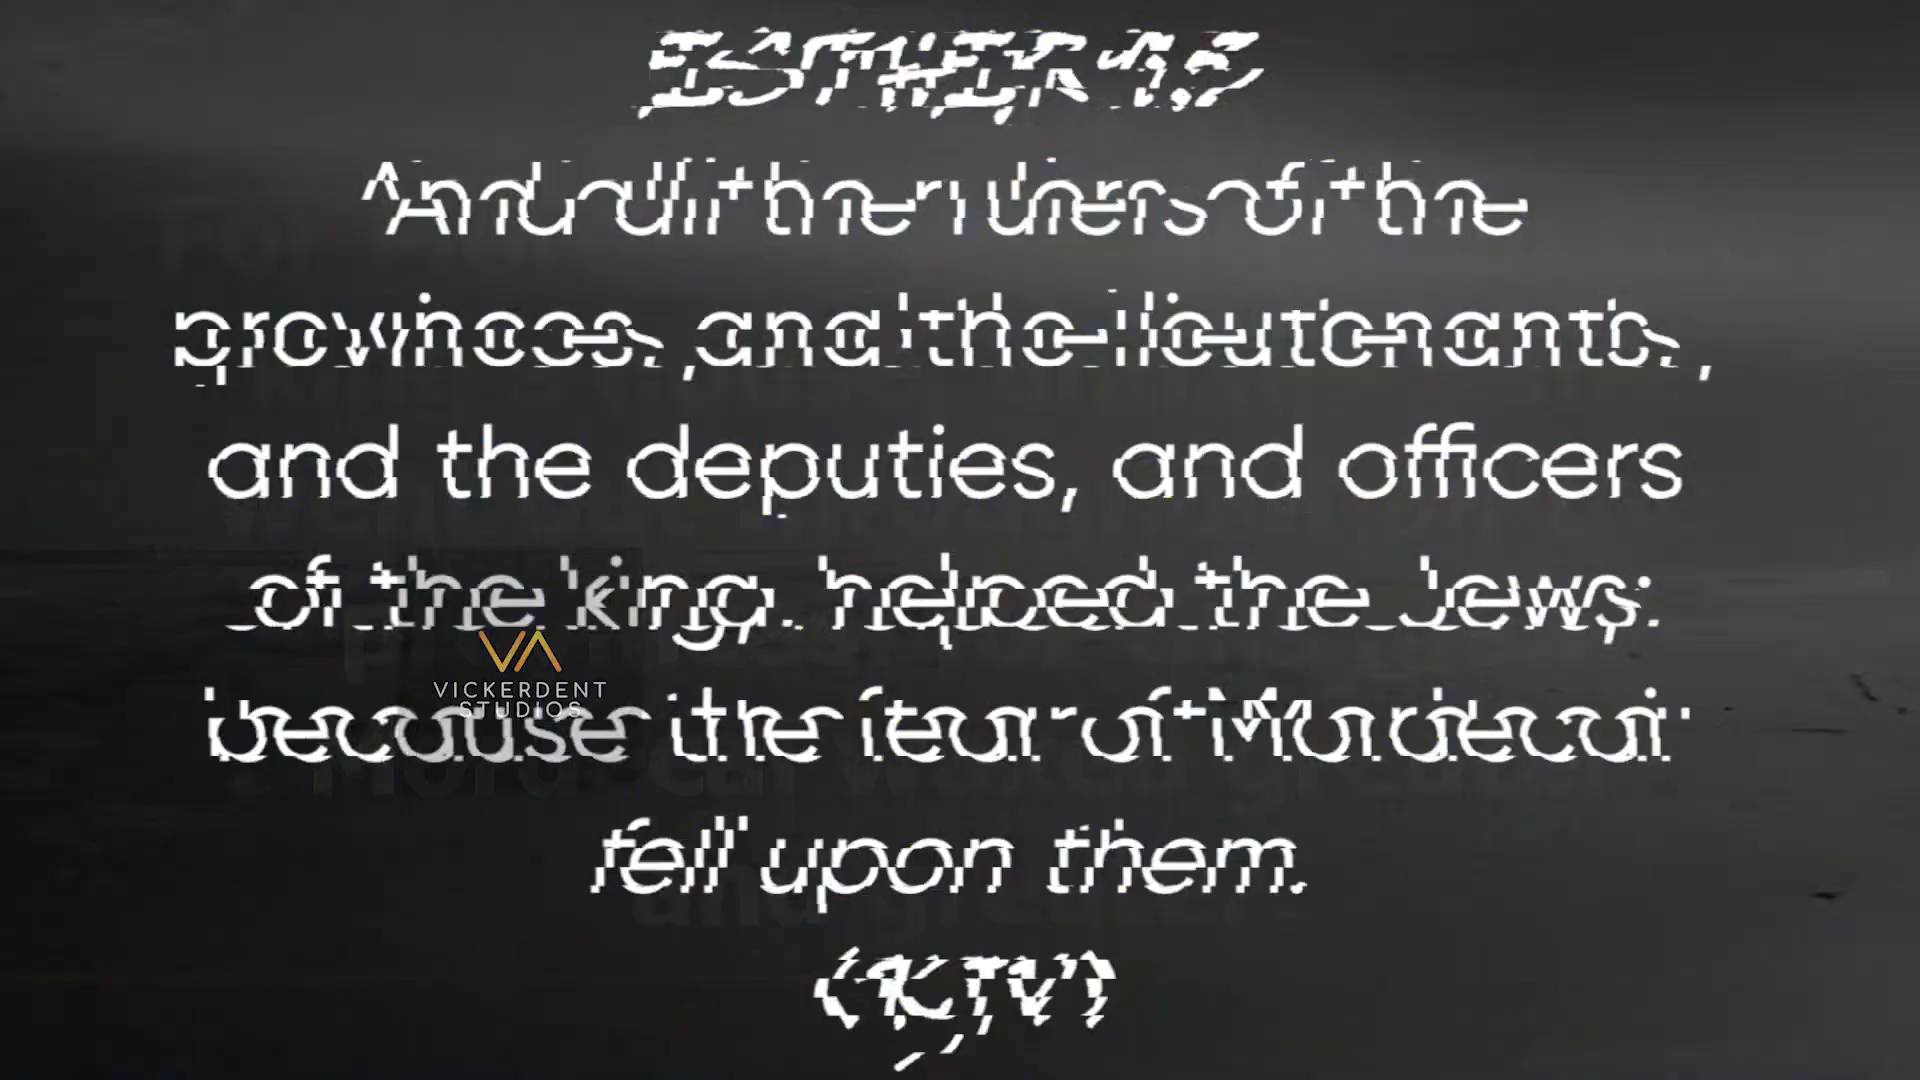 ESTHER 9:3
And all the rulers of the
provinces, and the lieutenants,
and the deputies, and officers
of the king, helped the Jews;
because the fear of Mordecai
fell upon them.
(KJV)
VICKERDENT
STUDIOS